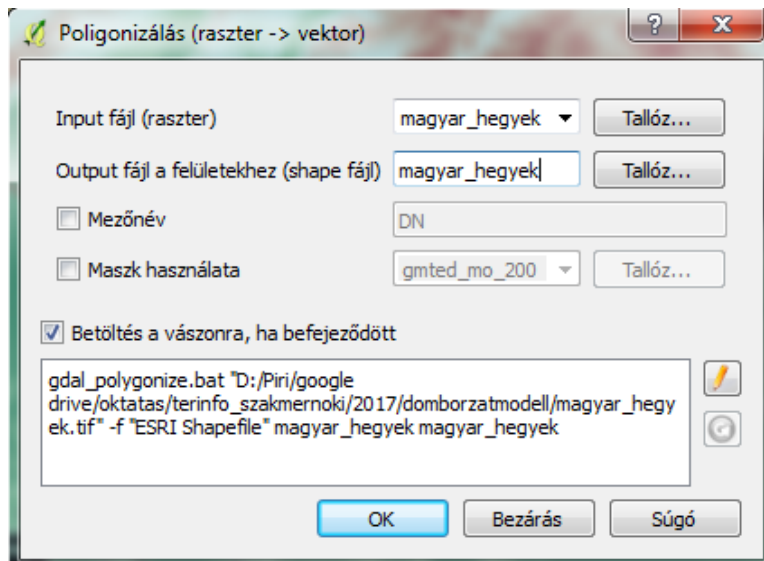 Poligonizálás (raszter -> vektor)
Input fájl (raszter) magyar_hegyek Tallóz...
Output fájl a felületekhez (shape fájl) magyar_hegyek Tallóz...
Mezőnév DN
Maszk használata gmted_mo_200 Tallóz...
Betöltés a vászonra, ha befejeződött
gdal_polygonize.bat "D:/Piri/google
drive/oktatas/terinfo_szakmernoki/2017/domborzatmodell/magyar_hegy
ek.tif" -f "ESRI Shapefile" magyar_hegyek magyar_hegyek
OK Bezárás Súgó